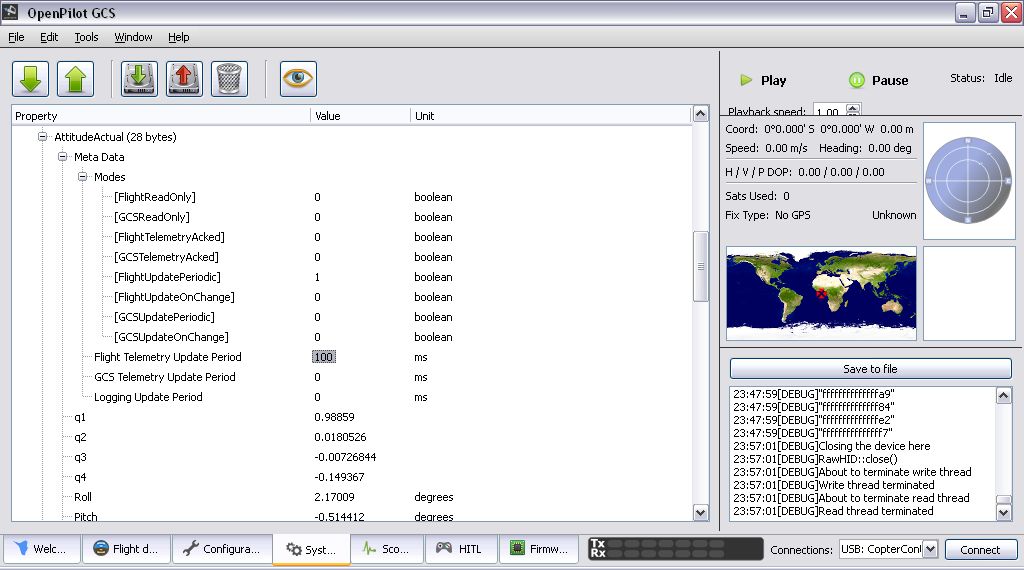 OpenPilot GCS
File Edit Tools Window Help
Property Value Unit
AttitudeActual (28 bytes)
Meta Data
Modes
[FlightReadOnly] 0 boolean
[GCSReadOnly] 0 boolean
[FlightTelemetryAcked] 0 boolean
[GCSTelemetryAcked] 0 boolean
[FlightUpdatePeriodic] 1 boolean
[FlightUpdateOnChange] 0 boolean
[GCSUpdatePeriodic] 0 boolean
[GCSUpdateOnChange] 0 boolean
Flight Telemetry Update Period 100 ms
GCS Telemetry Update Period 0 ms
Logging Update Period 0 ms
q1 0.98859
q2 0.0180526
q3 -0.00726844
q4 -0.149367
Roll 2.17009 degrees
Pitch -0.514412 degrees
Play Pause Status: Idle
Playback speed: 1.00
Coord: 0°0.000' S 0°0.000' W 0.00 m
Speed: 0.00 m/s Heading: 0.00 deg
H / V / P DOP: 0.00 / 0.00 / 0.00
Sats Used: 0
Fix Type: No GPS Unknown
Save to file
23:47:59[DEBUG]"ffffffffffffffa9"
23:47:59[DEBUG]"ffffffffffffff84"
23:47:59[DEBUG]"ffffffffffffffe2"
23:47:59[DEBUG]"fffffffffffffff7"
23:57:01[DEBUG]Closing the device here
23:57:01[DEBUG]RawHID::close()
23:57:01[DEBUG]About to terminate write thread
23:57:01[DEBUG]Write thread terminated
23:57:01[DEBUG]About to terminate read thread
23:57:01[DEBUG]Read thread terminated
Welc... Flight d... Configura... Syst... Sco... HITL Firmw...
Tx
Rx
Connections: USB: CopterCont Connect